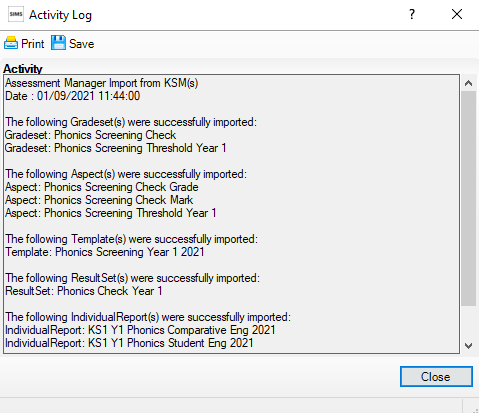 SIMS Activity Log ?
Print Save
Activity
Assessment Manager Import from KSM(s)
Date : 01/09/2021 11:44:00
The following Gradeset(s) were successfully imported:
Gradeset: Phonics Screening Check
Gradeset: Phonics Screening Threshold Year 1
The following Aspect(s) were successfully imported:
Aspect: Phonics Screening Check Grade
Aspect: Phonics Screening Check Mark
Aspect: Phonics Screening Threshold Year 1
The following Template(s) were successfully imported:
Template: Phonics Screening Year 1 2021
The following ResultSet(s) were successfully imported:
ResultSet: Phonics Check Year 1
The following IndividualReport(s) were successfully imported:
IndividualReport: KS1 Y1 Phonics Comparative Eng 2021
IndividualReport: KS1 Y1 Phonics Student Eng 2021
Close